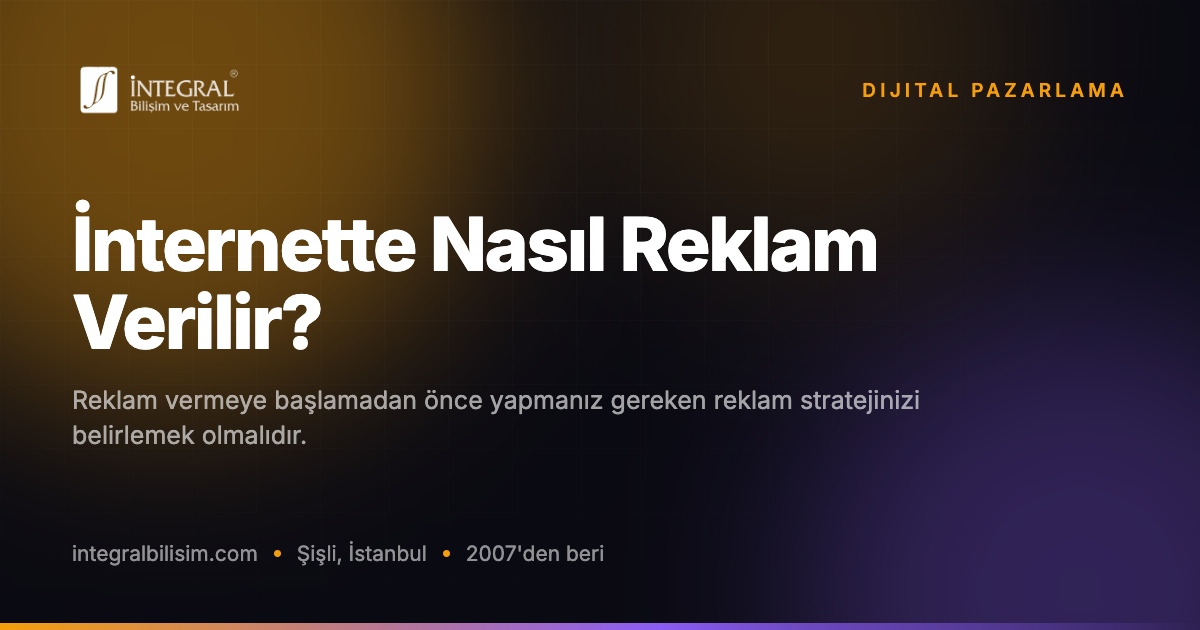 İNTEGRAL®
Bilişim ve Tasarım
DIJITAL PAZARLAMA
İnternette Nasıl Reklam
Verilir?
Reklam vermeye başlamadan önce yapmanız gereken reklam stratejinizi
belirlemek olmalıdır.
integralbilisim.com • Şişli, İstanbul • 2007'den beri